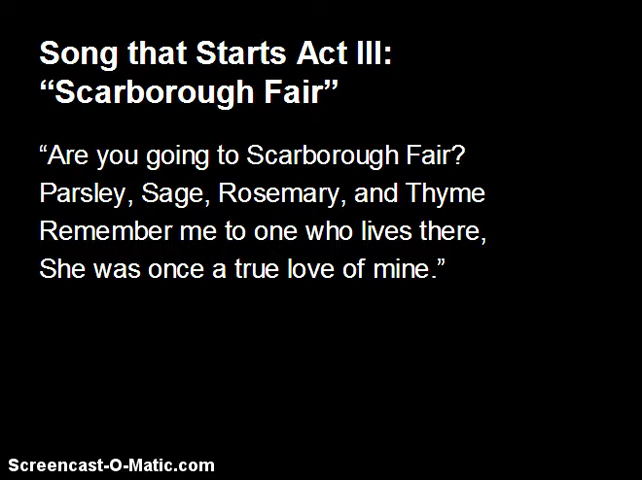 Song that Starts Act III:
“Scarborough Fair”
“Are you going to Scarborough Fair?
Parsley, Sage, Rosemary, and Thyme
Remember me to one who lives there,
She was once a true love of mine.”
Screencast-O-Matic.com